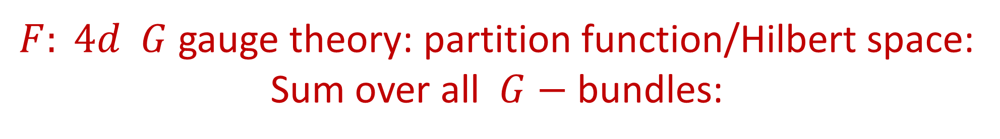 F: 4d G gauge theory: partition function/Hilbert space:
Sum over all G − bundles: